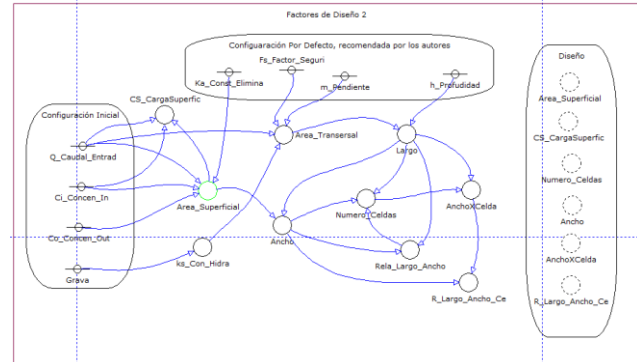 Factores de Diseño 2
Configuaración Por Defecto, recomendada por los autores
Fs_Factor_Seguri
Ka_Const_Elimina
m_Pendiente
h_Profudidad
Diseño
Area_Superficial
CS_CargaSuperfic
Numero_Celdas
Ancho
AnchoXCelda
R_Largo_Ancho_Ce
Configuración Inicial
Q_Caudal_Entrad
Ci_Concen_In
Co_Concen_Out
Grava
CS_CargaSuperfic
Area_Transersal
Largo
Area_Superficial
Numero_Celdas
AnchoXCelda
Ancho
ks_Con_Hidra
Rela_Largo_Ancho
R_Largo_Ancho_Ce